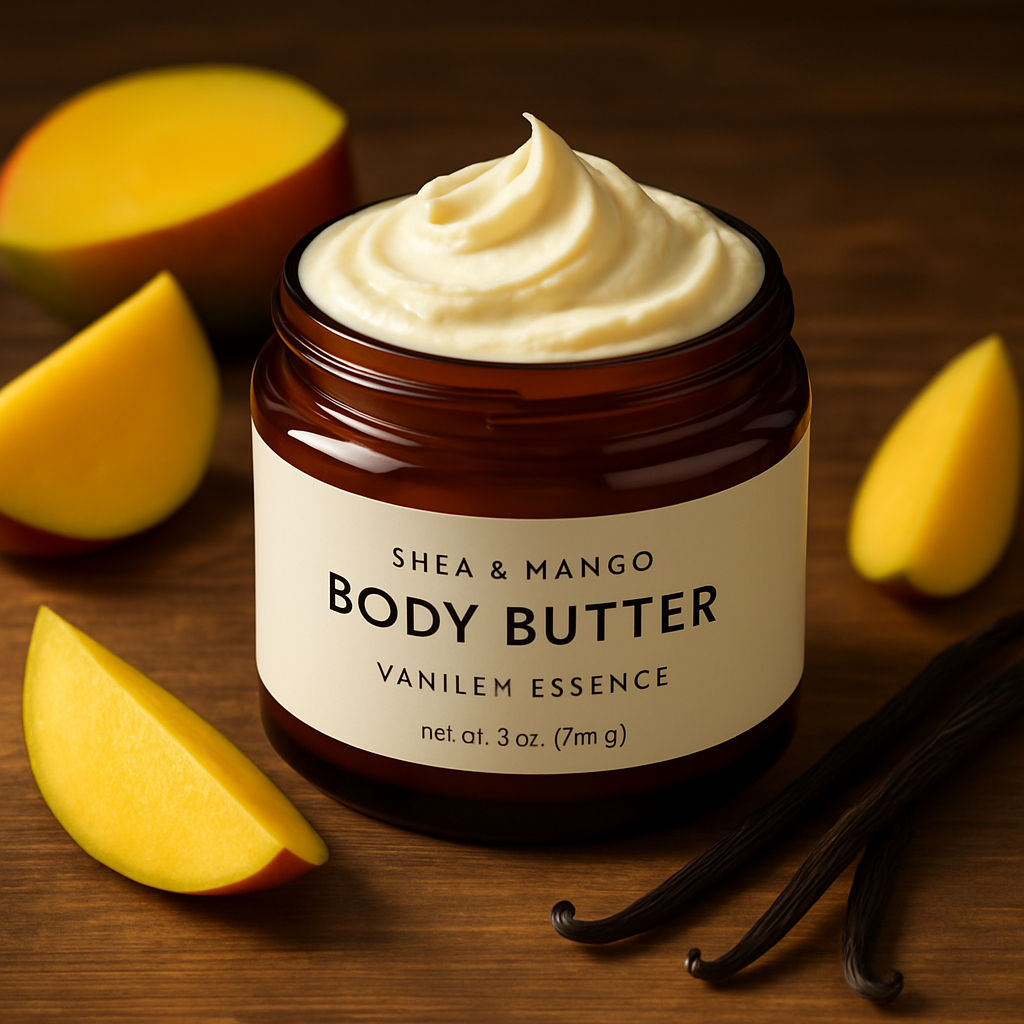 SHEA & MANGO
BODY BUTTER
VANILEM ESSENCE
net. at. 3 oz. (7m g)